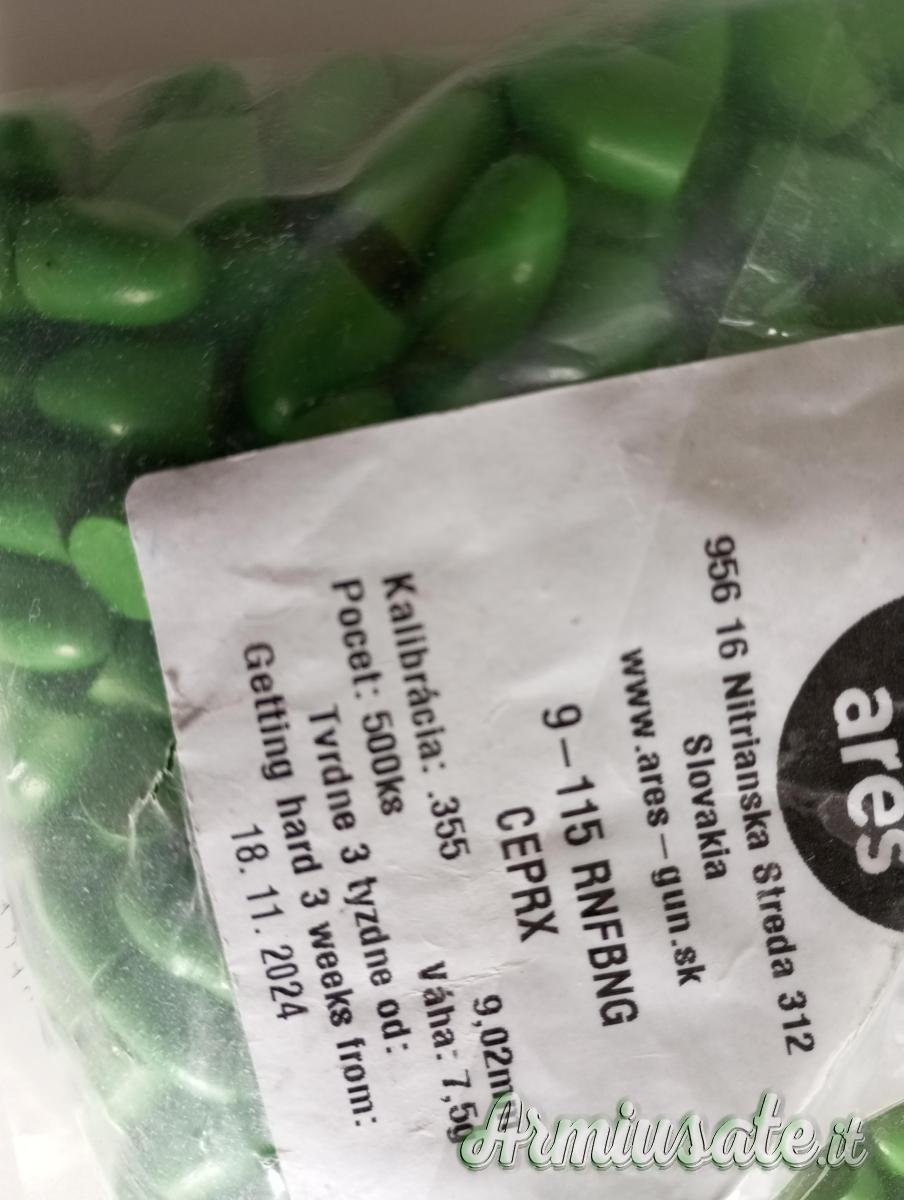 ares
956 16 Nitrianska Streda 312
Slovakia
www.ares-gun.sk
9-115 RNFBNG
CEPRX
9,02m
Kalibrácia: .355 Váha: 7,5g
Pocet: 500ks
Tvrdne 3 tyzdne od:
Getting hard 3 weeks from:
18. 11. 2024
Armiusate.it